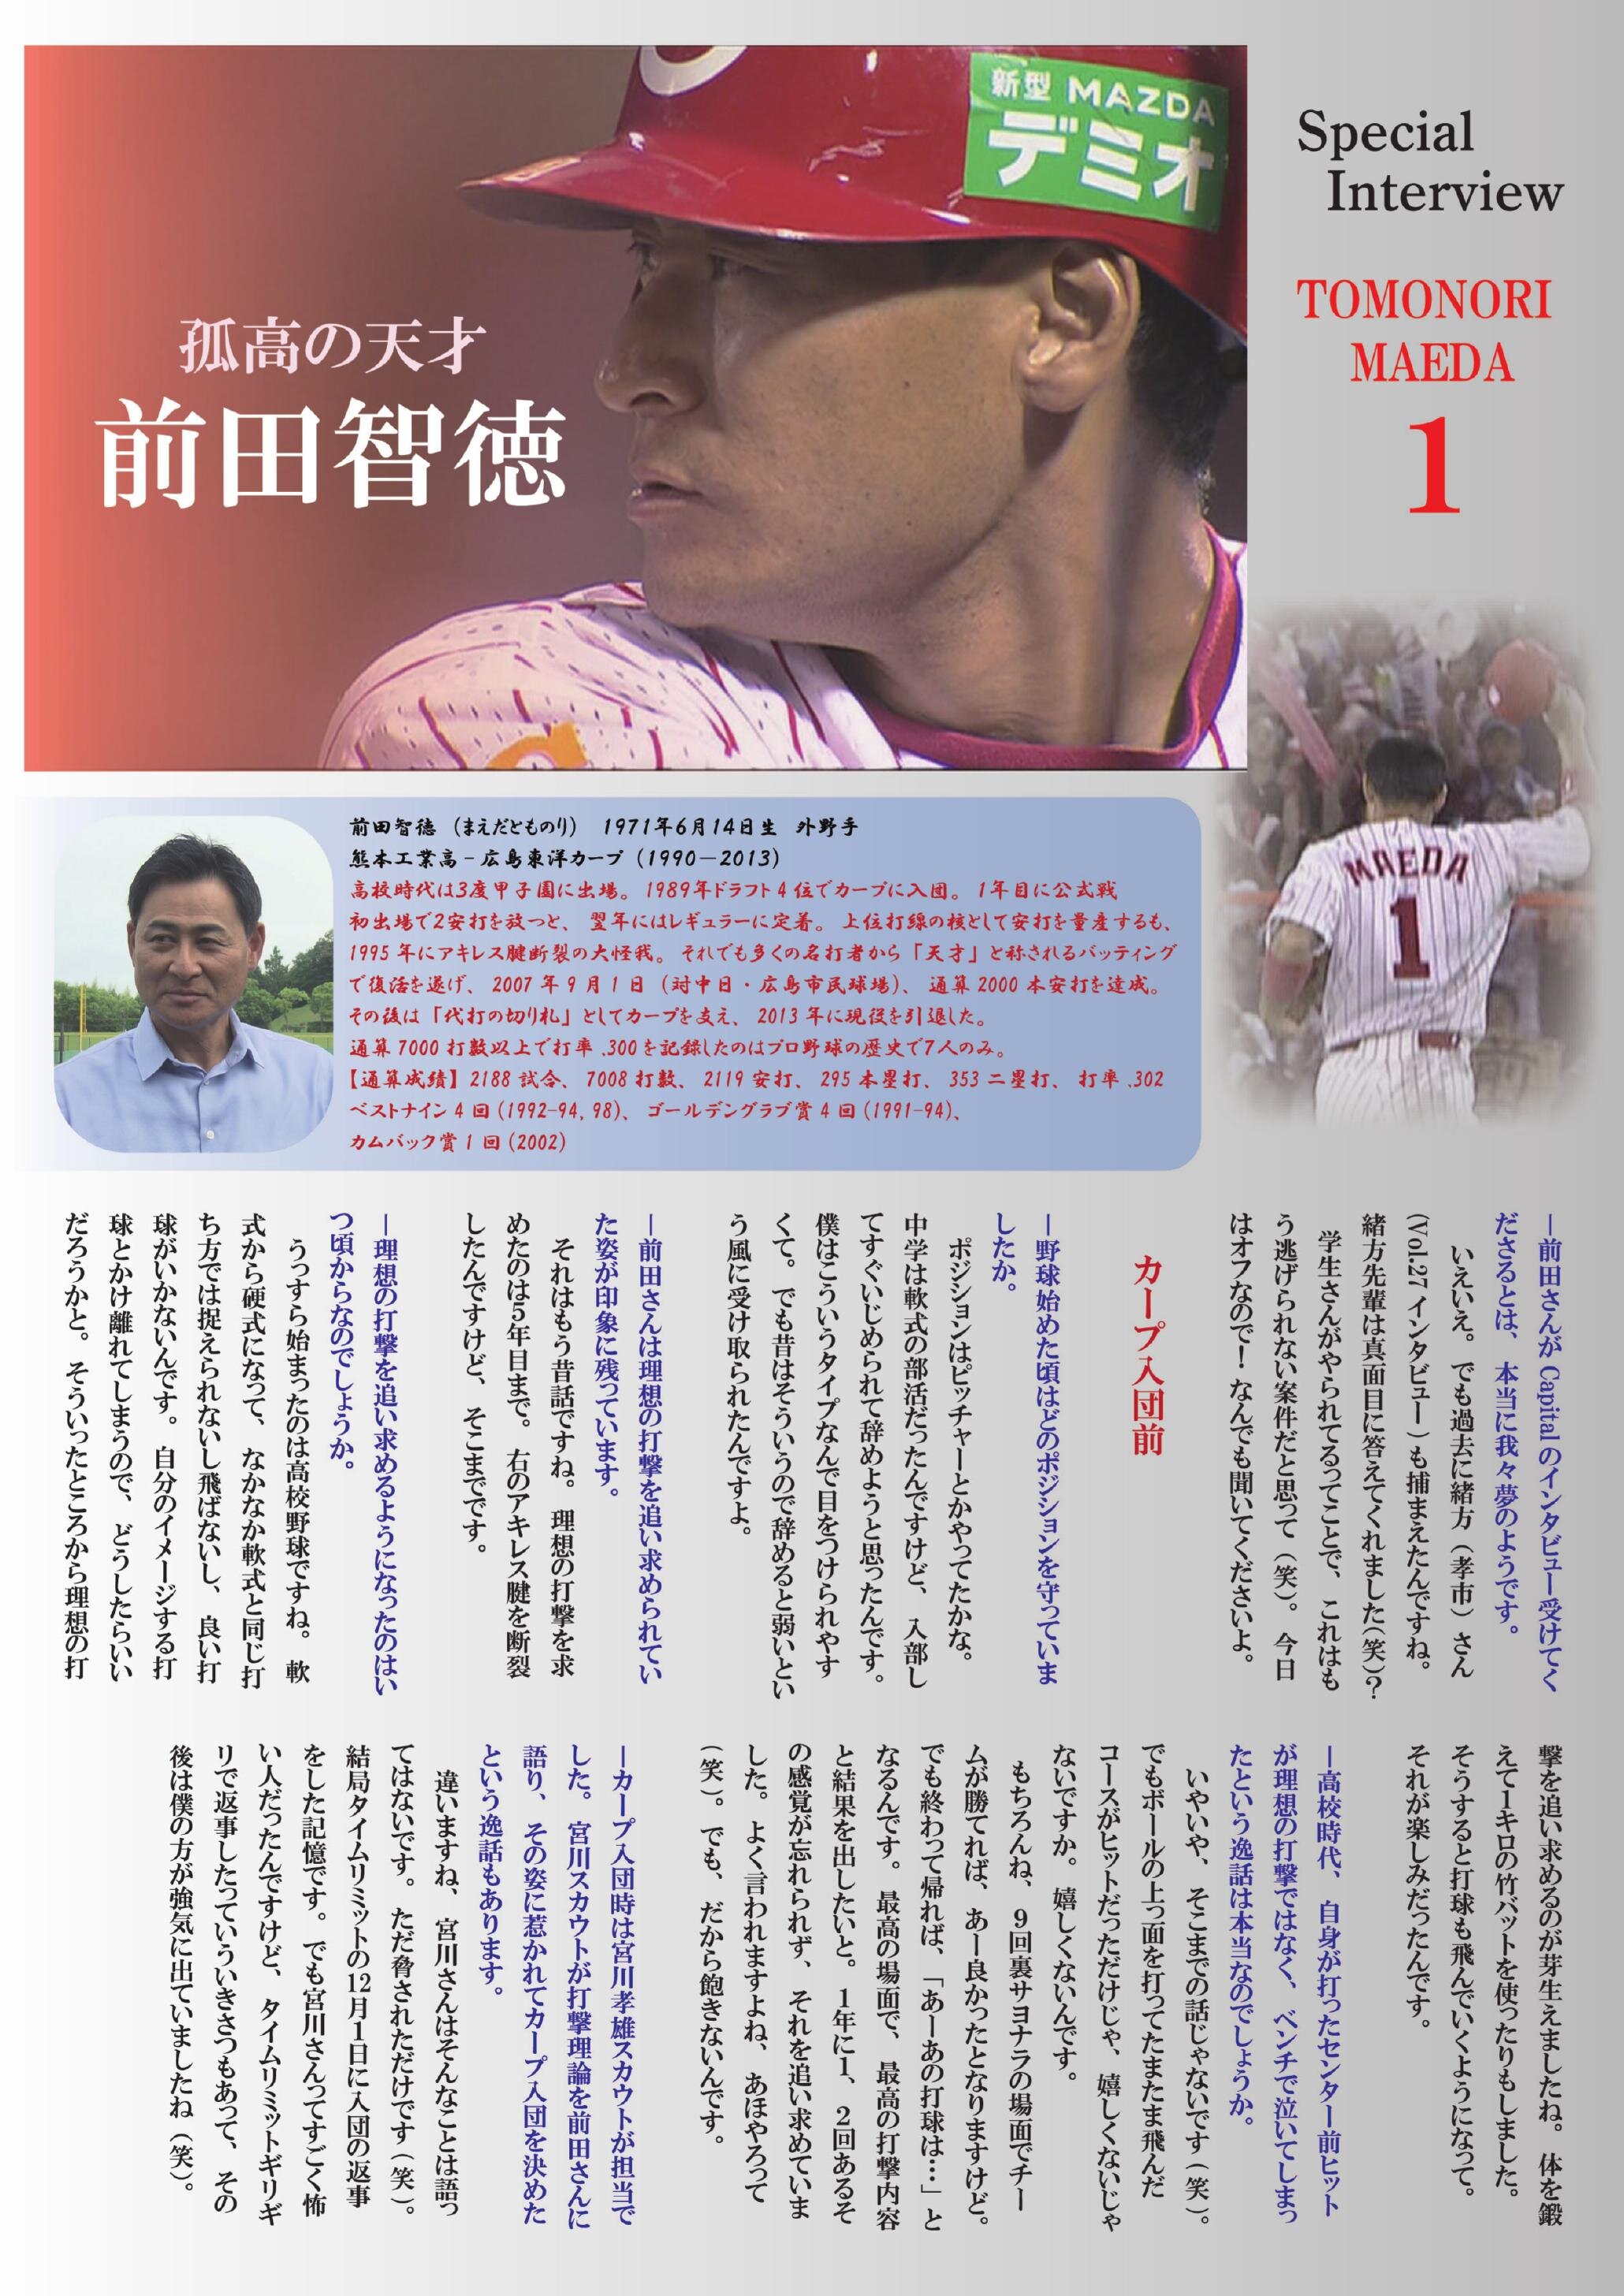 新型 MAZDA
デミオ
孤高の天才
前田智徳
Special
Interview
TOMONORI
MAEDA
1
MAEDA
1
前田智徳（まえだとものり） 1971年6月14日生 外野手
熊本工業高－広島東洋カープ（1990－2013）
高校時代は3度甲子園に出場。1989年ドラフト4位でカープに入団。1年目に公式戦
初出場で2安打を放つと、翌年にはレギュラーに定着。上位打線の核として安打を量産するも、
1995年にアキレス腱断裂の大怪我。それでも多くの名打者から「天才」と称されるバッティング
で復活を遂げ、2007年9月1日（対中日・広島市民球場）、通算2000本安打を達成。
その後は「代打の切り札」としてカープを支え、2013年に現役を引退した。
通算7000打数以上で打率.300を記録したのはプロ野球の歴史で7人のみ。
【通算成績】2188試合、7008打数、2119安打、295本塁打、353二塁打、打率.302
ベストナイン4回(1992-94, 98)、ゴールデングラブ賞4回(1991-94)、
カムバック賞1回(2002)
－前田さんがCapitalのインタビュー受けてく
ださるとは、本当に我々夢のようです。
いえいえ。でも過去に緒方（孝市）さん
(Vol.27インタビュー)も捕まえたんですね。
緒方先輩は真面目に答えてくれました(笑)？
学生さんがやられてるってことで、これはも
う逃げられない案件だと思って（笑）。今日
はオフなので！なんでも聞いてくださいよ。
カープ入団前
－野球始めた頃はどのポジションを守っていま
したか。
ポジションはピッチャーとかやってたかな。
中学は軟式の部活だったんですけど、入部し
てすぐいじめられて辞めようと思ったんです。
僕はこういうタイプなんで目をつけられやす
くて。でも昔はそういうので辞めると弱いとい
う風に受け取られたんですよ。
－前田さんは理想の打撃を追い求められてい
た姿が印象に残っています。
それはもう昔話ですね。理想の打撃を求
めたのは5年目まで。右のアキレス腱を断裂
したんですけど、そこまでです。
－理想の打撃を追い求めるようになったのはい
つ頃からなのでしょうか。
うっすら始まったのは高校野球ですね。軟
式から硬式になって、なかなか軟式と同じ打
ち方では捉えられないし飛ばないし、良い打
球がいかないんです。自分のイメージする打
球とかけ離れてしまうので、どうしたらいい
だろうかと。そういったところから理想の打
撃を追い求めるのが芽生えましたね。体を鍛
えて1キロの竹バットを使ったりもしました。
そうすると打球も飛んでいくようになって。
それが楽しみだったんです。
－高校時代、自身が打ったセンター前ヒット
が理想の打撃ではなく、ベンチで泣いてしまっ
たという逸話は本当なのでしょうか。
いやいや、そこまでの話じゃないです（笑）。
でもボールの上っ面を打ってたまたま飛んだ
コースがヒットだっただけじゃ、嬉しくないじゃ
ないですか。嬉しくないんです。
もちろんね、9回裏サヨナラの場面でチー
ムが勝てれば、あー良かったとなりますけど。
でも終わって帰れば、「あーあの打球は…」と
なるんです。最高の場面で、最高の打撃内容
と結果を出したいと。1年に1、2回あるそ
の感覚が忘れられず、それを追い求めていま
した。よく言われますよね、あほやろって
（笑）。でも、だから飽きないんです。
－カープ入団時は宮川孝雄スカウトが担当で
した。宮川スカウトが打撃理論を前田さんに
語り、その姿に惹かれてカープ入団を決めた
という逸話もあります。
違いますね、宮川さんはそんなことは語っ
てはないです。ただ脅されただけです（笑）。
結局タイムリミットの12月1日に入団の返事
をした記憶です。でも宮川さんってすごく怖
い人だったんですけど、タイムリミットギリギ
リで返事したっていういきさつもあって、その
後は僕の方が強気に出ていましたね（笑）。